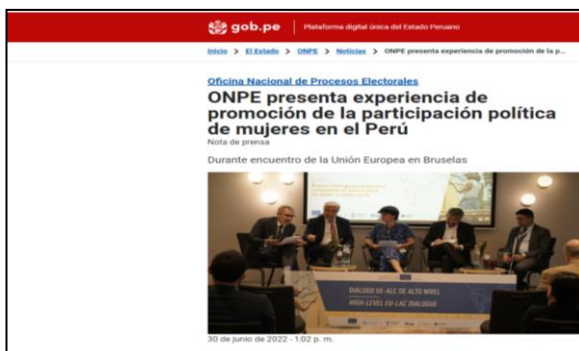 gob.pe | Plataforma digital única del Estado Peruano
Inicio > El Estado > ONPE > Noticias > ONPE presenta experiencia de promoción de la p...
Oficina Nacional de Procesos Electorales
ONPE presenta experiencia de
promoción de la participación política
de mujeres en el Perú
Nota de prensa
Durante encuentro de la Unión Europea en Bruselas
DIÁLOGO UE-ALC DE ALTO NIVEL
HIGH-LEVEL EU-LAC DIALOGUE
30 de junio de 2022 - 1:02 p. m.